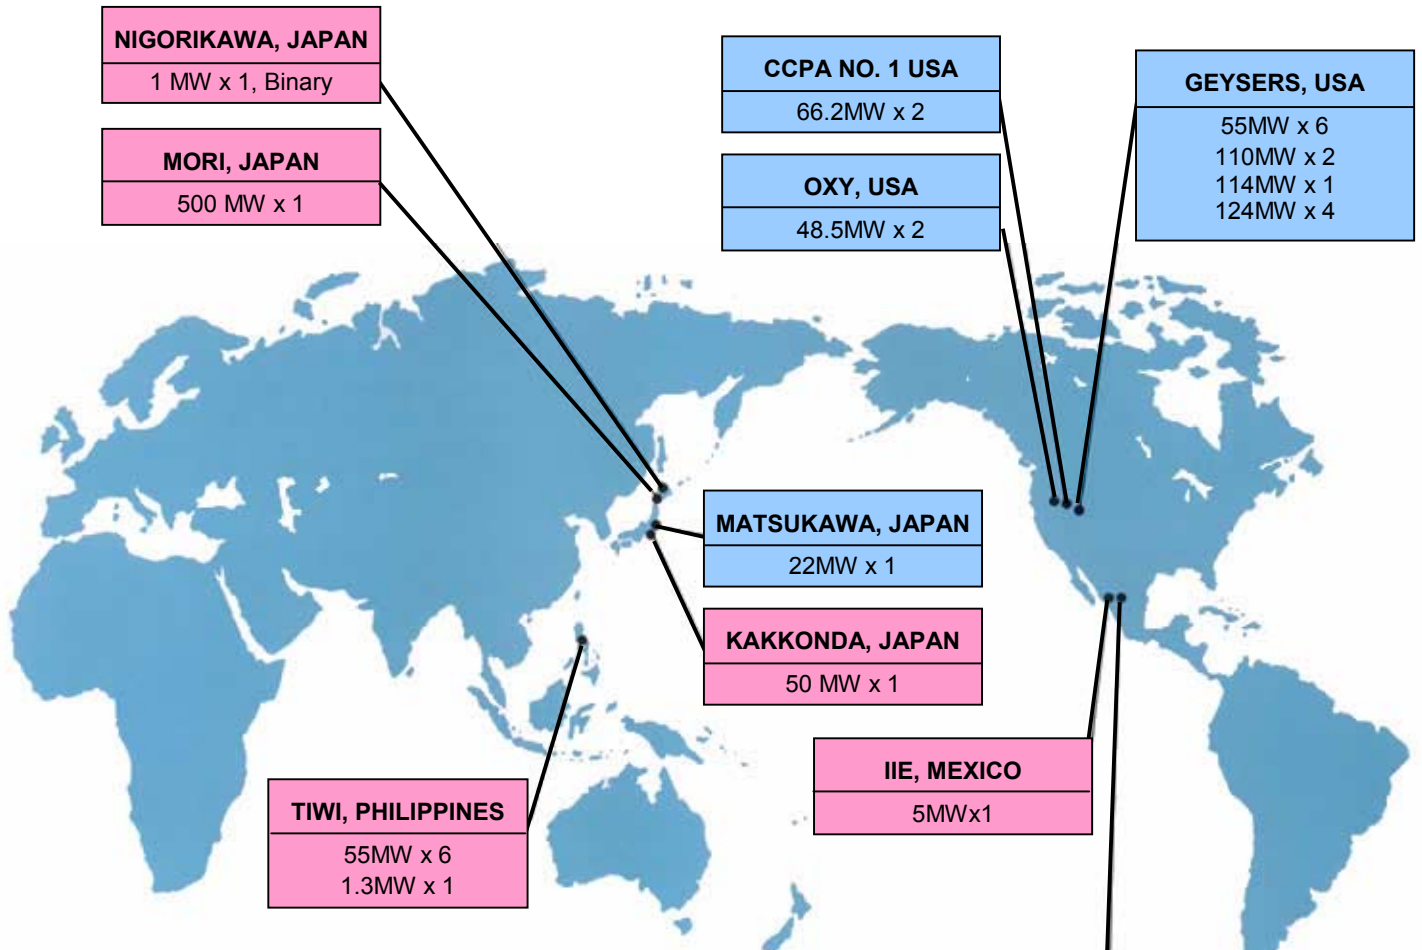 NIGORIKAWA, JAPAN
1 MW x 1, Binary
MORI, JAPAN
500 MW x 1
CCPA NO. 1 USA
66.2MW x 2
OXY, USA
48.5MW x 2
GEYSERS, USA
55MW x 6
110MW x 2
114MW x 1
124MW x 4
MATSUKAWA, JAPAN
22MW x 1
KAKKONDA, JAPAN
50 MW x 1
IIE, MEXICO
5MWx1
TIWI, PHILIPPINES
55MW x 6
1.3MW x 1